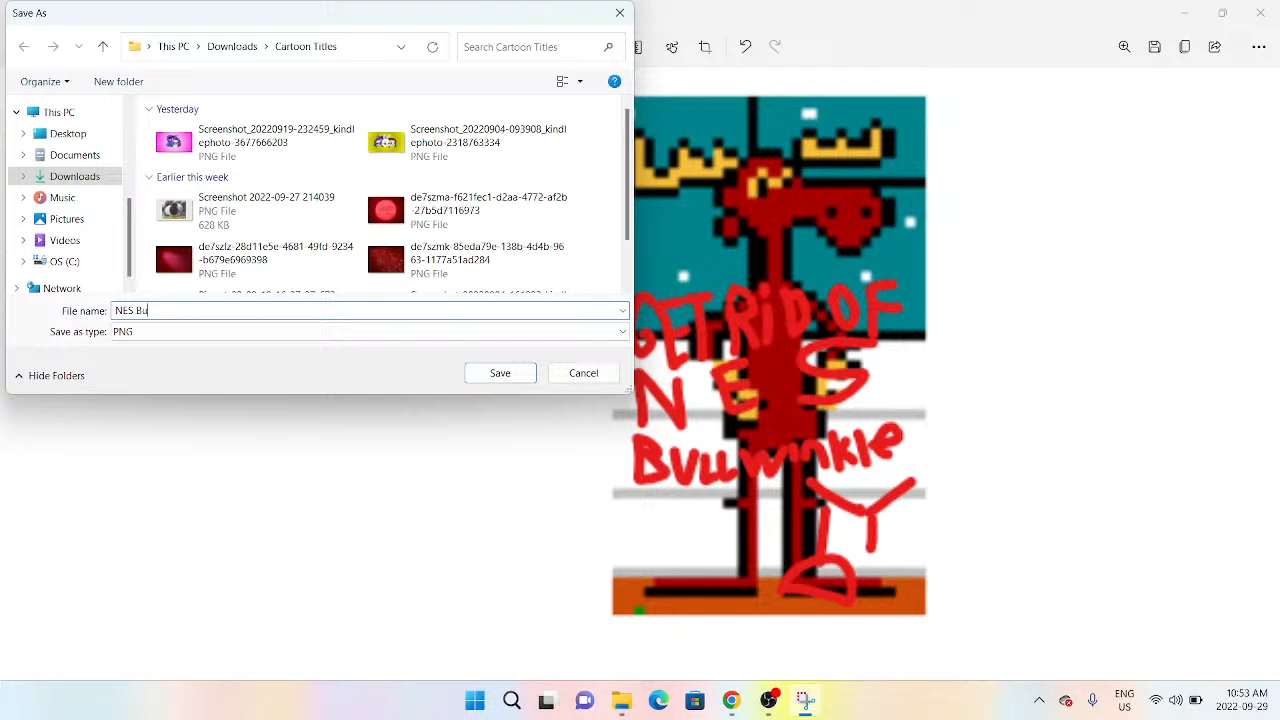 Save As
This PC > Downloads > Cartoon Titles
Search Cartoon Titles
Organize
New folder
Yesterday
Screenshot_20220919-232459_kindl
ephoto-3677666203
PNG File
Screenshot_20220904-093908_kindl
ephoto-2318763334
PNG File
Earlier this week
Screenshot 2022-09-27 214039
PNG File
628 KB
de7szma-f621fec1-d2aa-4772-af2b
-27b5d7116973
PNG File
de7szlz-28d11e5e-4681-49fd-9234
-b679e6969398
PNG File
de7szmk-85eda79e-138b-4d4b-96
63-1177a51ad284
PNG File
This PC
Desktop
Documents
Downloads
Music
Pictures
Videos
OS (C:)
Network
File name: NES Bu
Save as type: PNG
Hide Folders
Save
Cancel
GET RiD OF
N E S
BULLwinkle
ENG
US
10:53 AM
2022-09-29